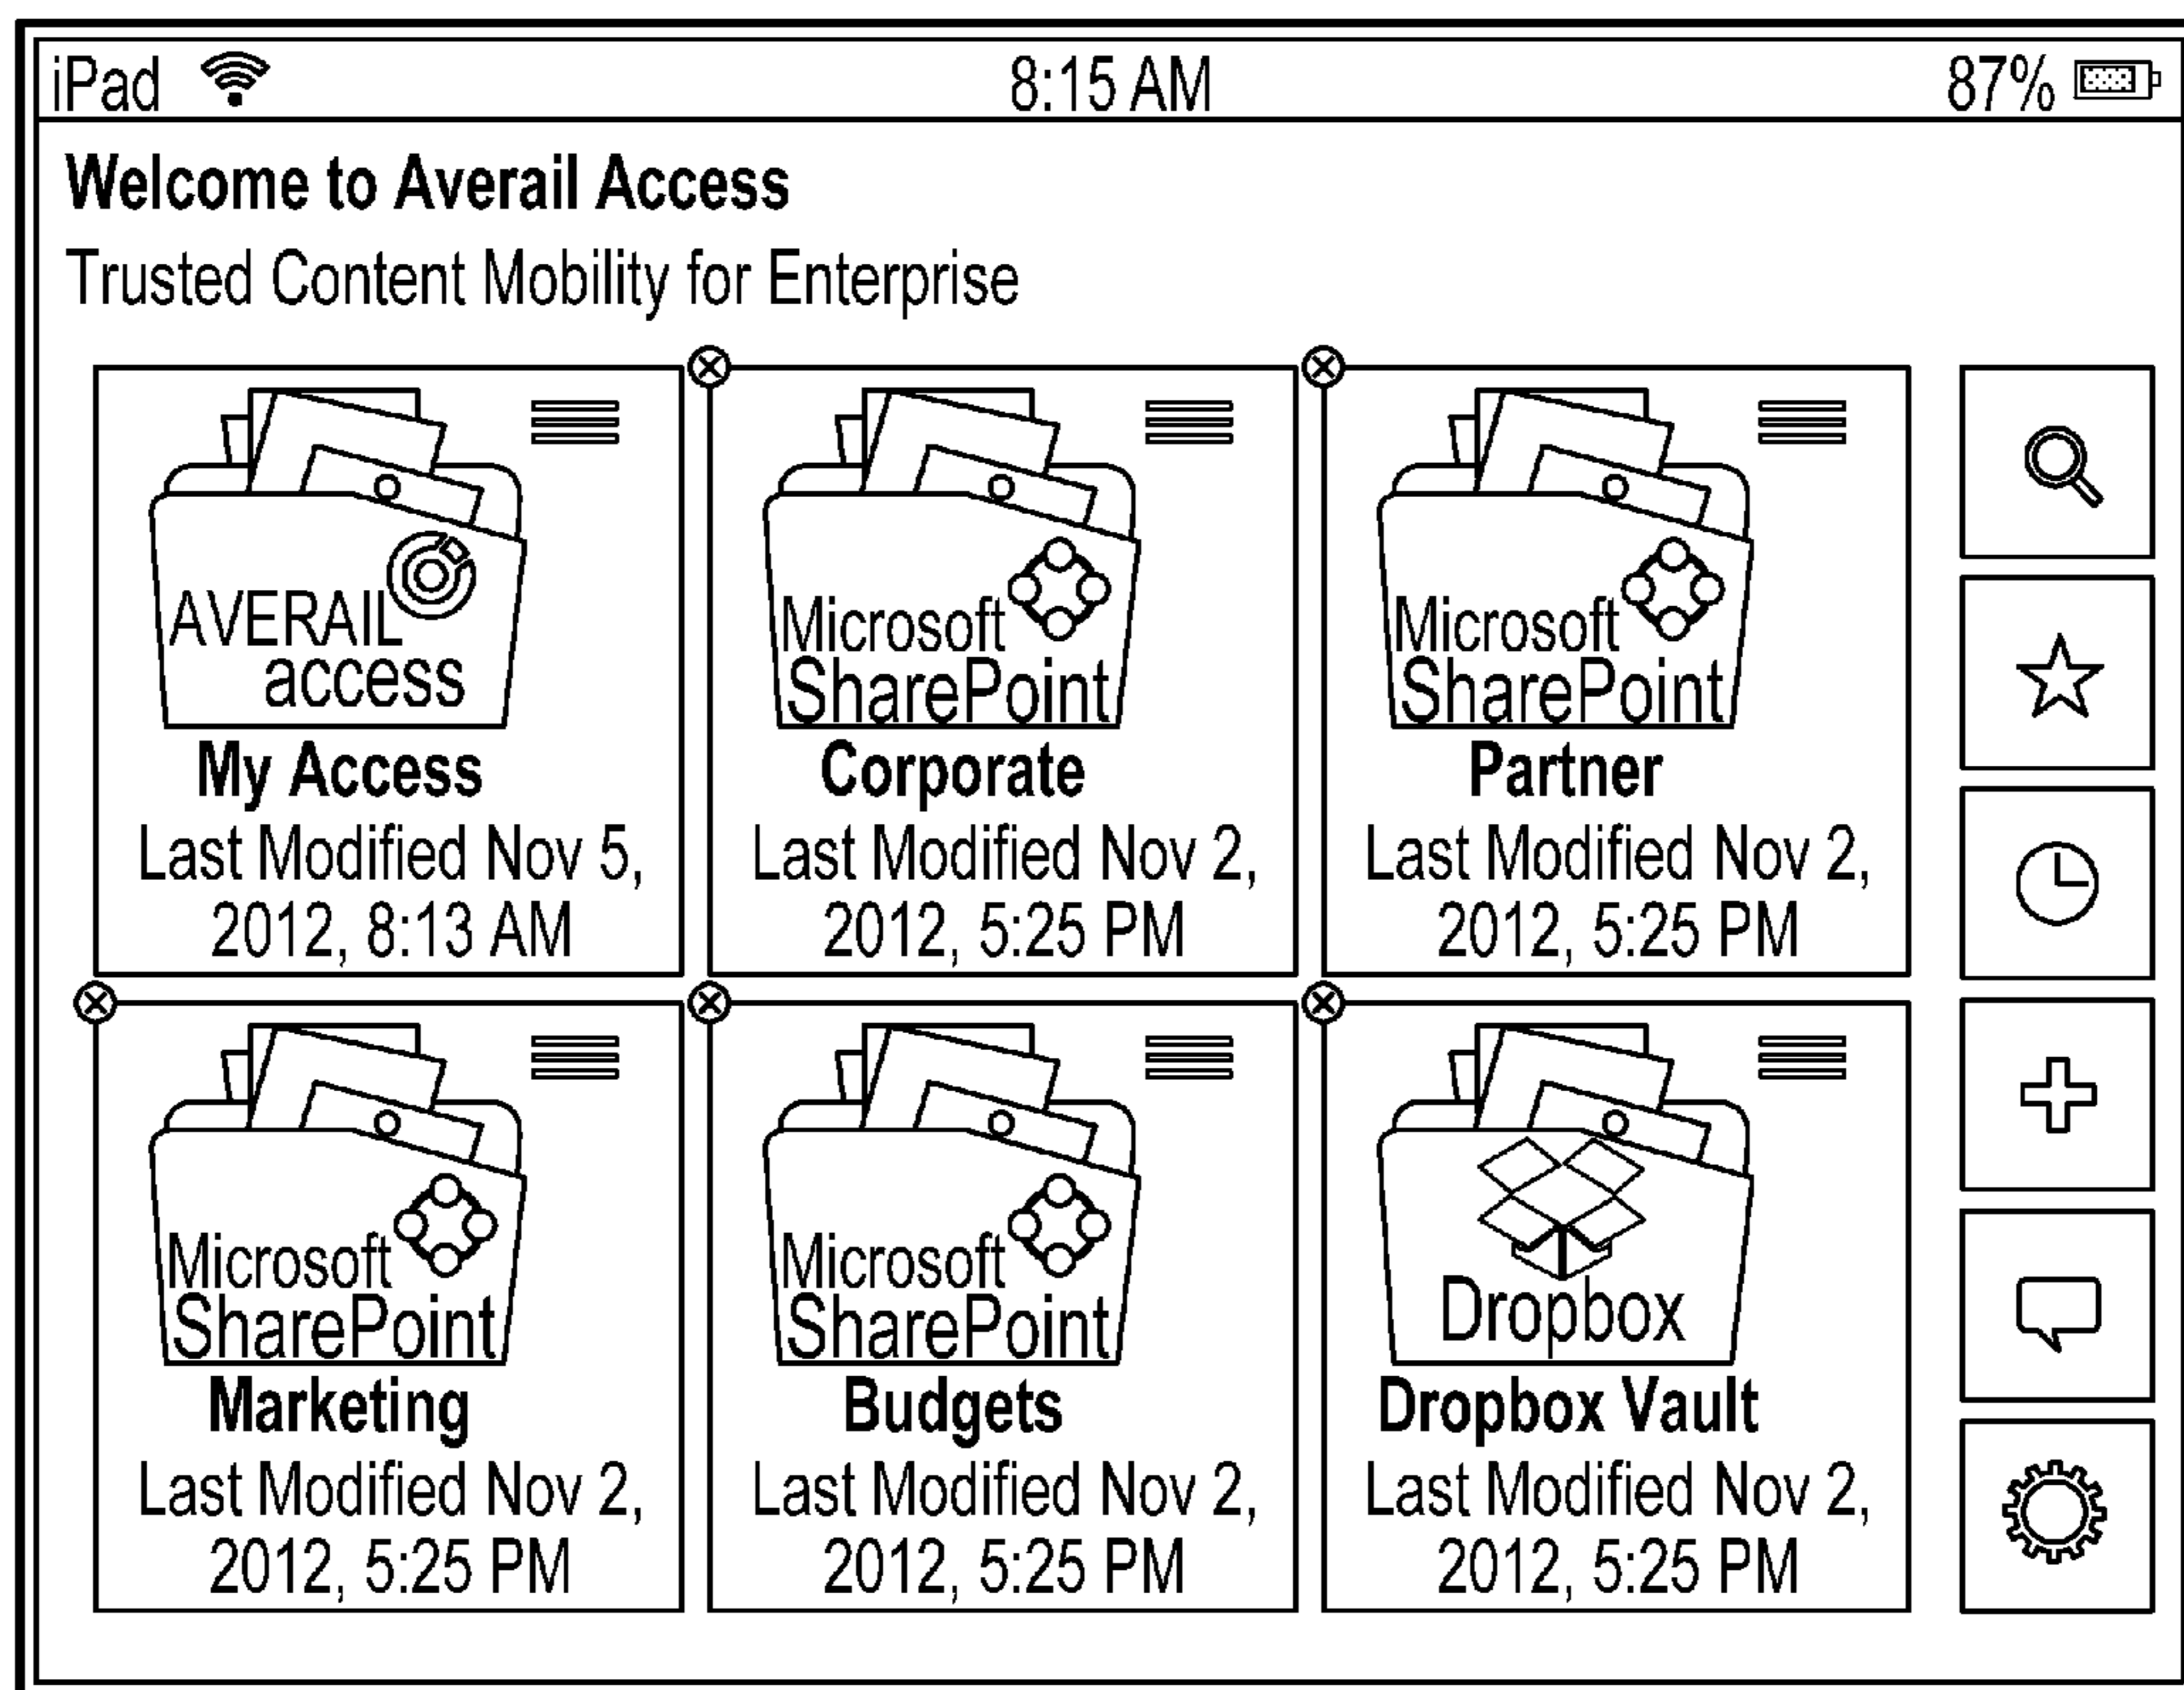 iPad 8:15 AM 87%
Welcome to Averail Access
Trusted Content Mobility for Enterprise
AVERAIL
access
My Access
Last Modified Nov 5,
2012, 8:13 AM
Microsoft
SharePoint
Corporate
Last Modified Nov 2,
2012, 5:25 PM
Microsoft
SharePoint
Partner
Last Modified Nov 2,
2012, 5:25 PM
Microsoft
SharePoint
Marketing
Last Modified Nov 2,
2012, 5:25 PM
Microsoft
SharePoint
Budgets
Last Modified Nov 2,
2012, 5:25 PM
Dropbox
Dropbox Vault
Last Modified Nov 2,
2012, 5:25 PM